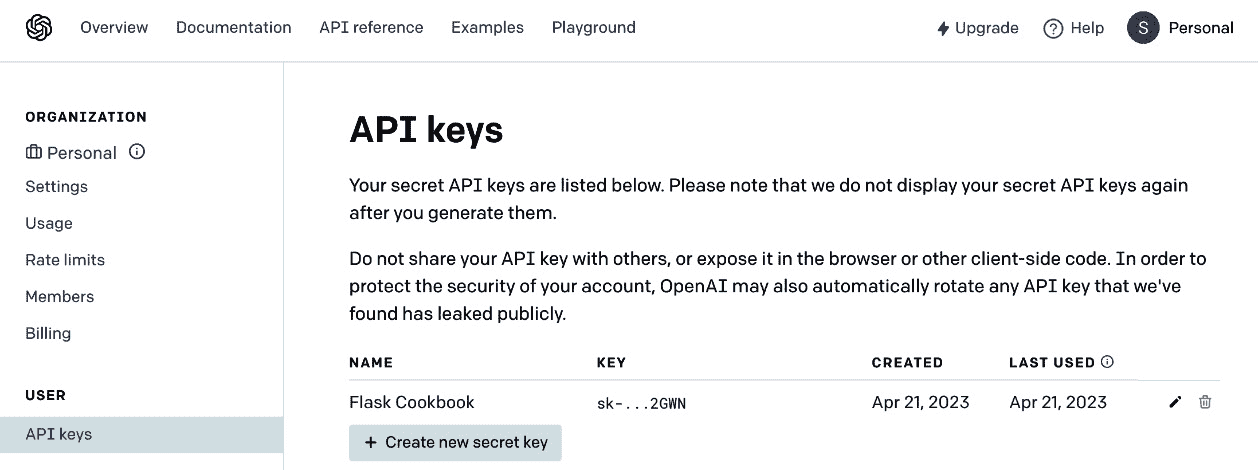 Overview Documentation API reference Examples Playground Upgrade Help S Personal
ORGANIZATION
Personal
Settings
Usage
Rate limits
Members
Billing
USER
API keys
API keys
Your secret API keys are listed below. Please note that we do not display your secret API keys again
after you generate them.
Do not share your API key with others, or expose it in the browser or other client-side code. In order to
protect the security of your account, OpenAI may also automatically rotate any API key that we've
found has leaked publicly.
NAME KEY CREATED LAST USED
Flask Cookbook sk-...2GWN Apr 21, 2023 Apr 21, 2023
+ Create new secret key